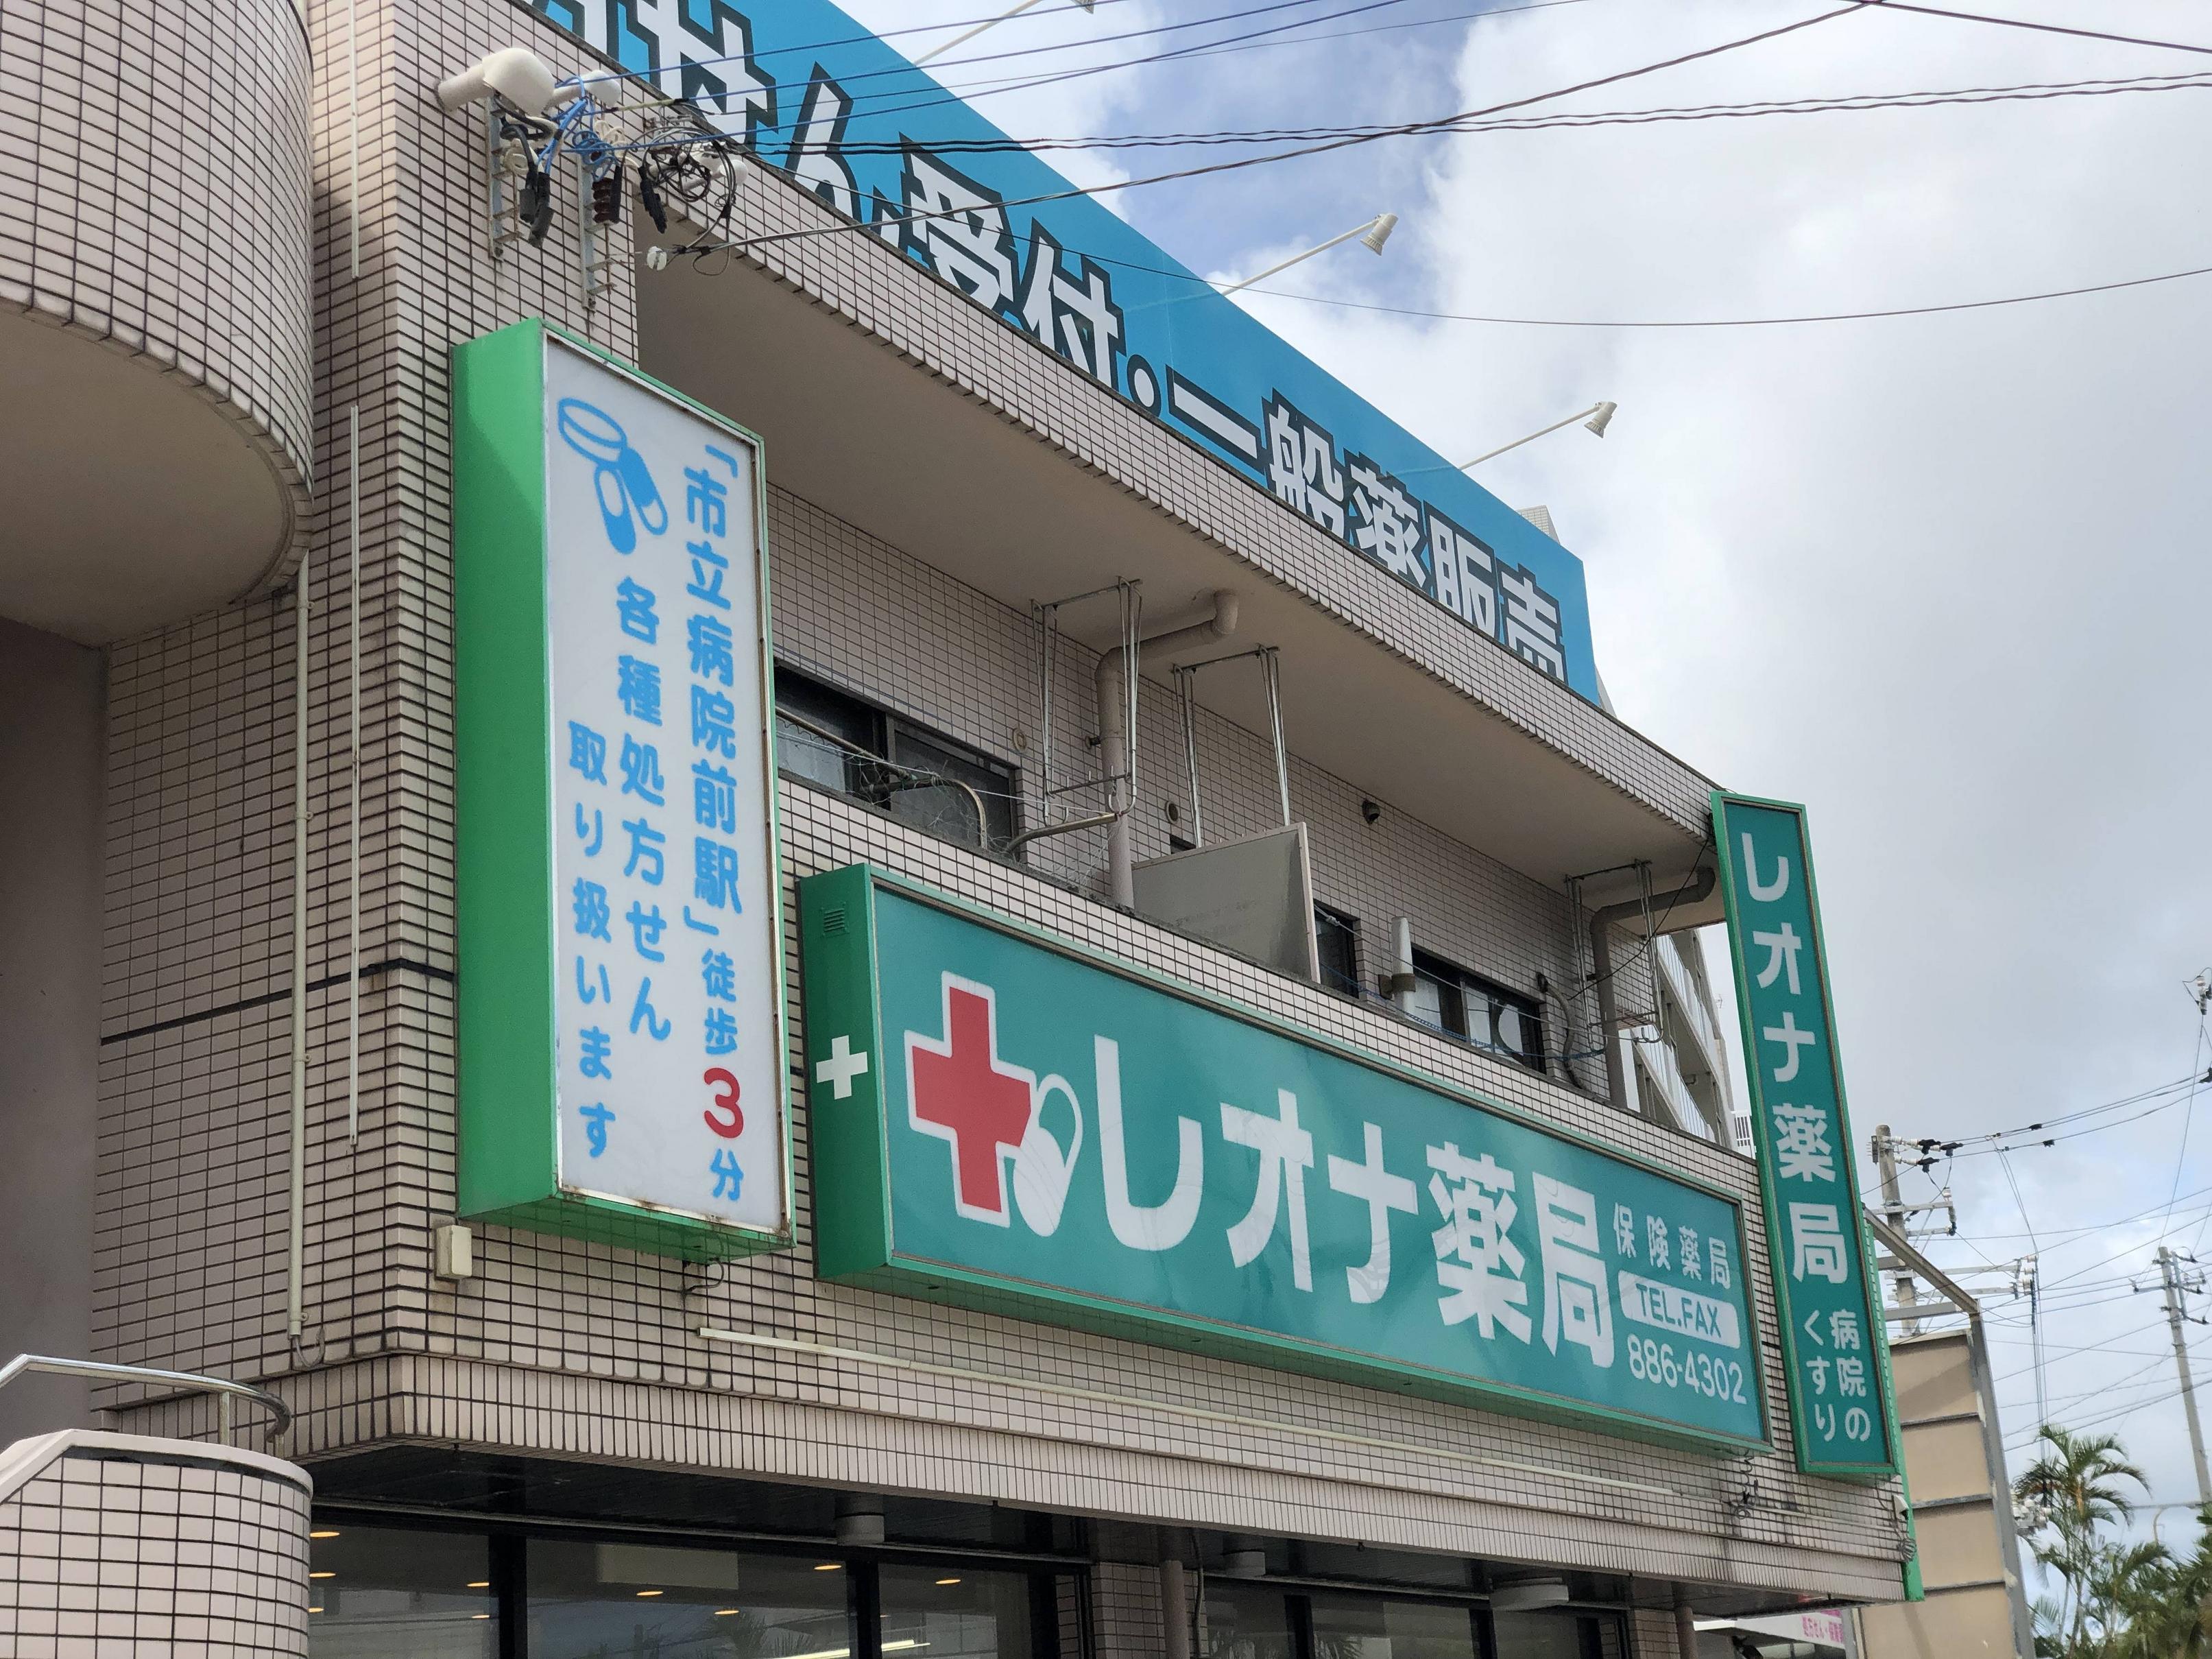 せん受付・一般薬販売
「市立病院前駅」徒歩3分
各種処方せん
取り扱います
レオナ薬局
保険薬局
TEL.FAX
886-4302
レオナ薬局
病院の
くすり